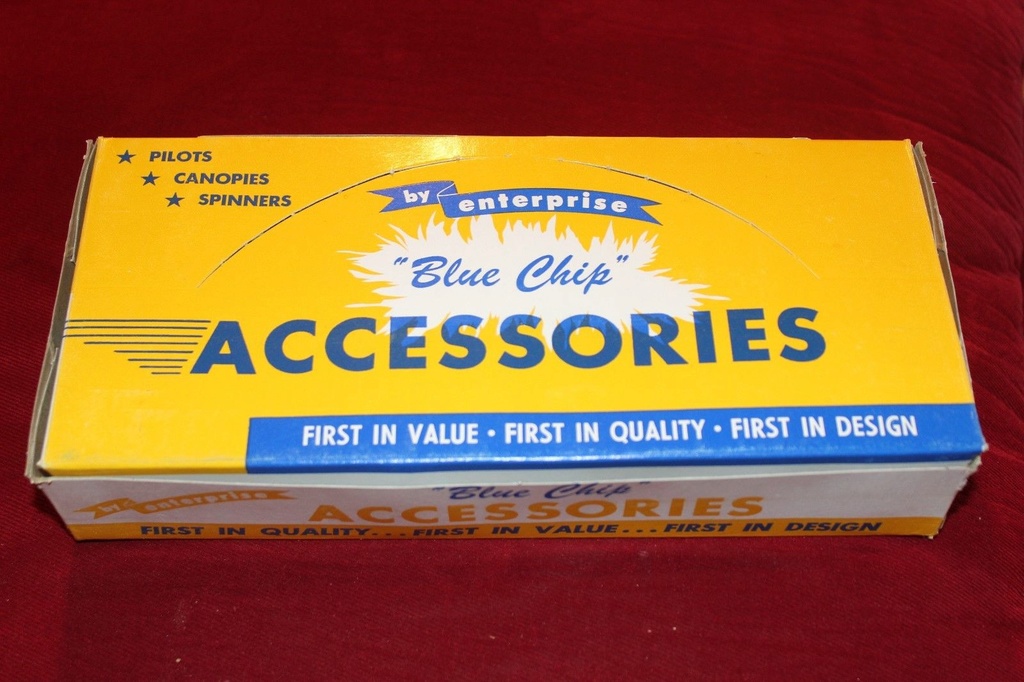 ★ PILOTS
★ CANOPIES
★ SPINNERS
by enterprise
"Blue Chip"
ACCESSORIES
FIRST IN VALUE • FIRST IN QUALITY • FIRST IN DESIGN
by enterprise
"Blue Chip"
ACCESSORIES
FIRST IN QUALITY...FIRST IN VALUE...FIRST IN DESIGN